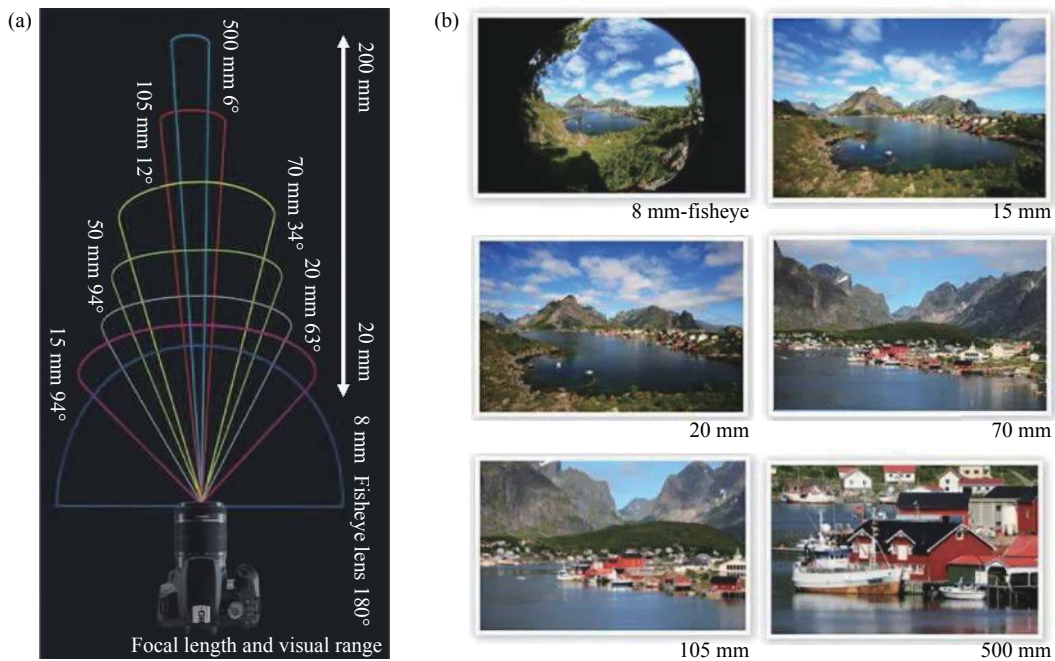 (a)
500 mm 6°
105 mm 12°
200 mm
70 mm 34°
50 mm 94°
20 mm 63°
15 mm 94°
20 mm
8 mm Fisheye lens 180°
Focal length and visual range
(b)
8 mm-fisheye
15 mm
20 mm
70 mm
105 mm
500 mm